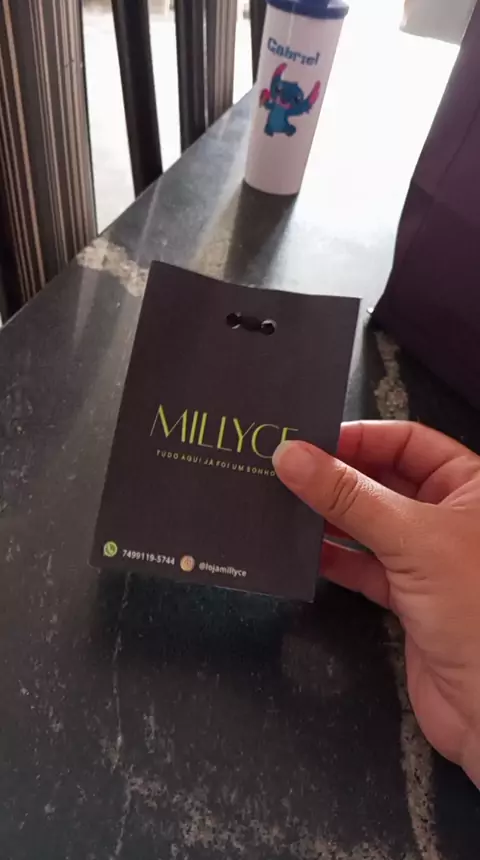 Gabriel
MILLYCE
TUDO AQUI JÁ FOI UM SONHO
7499119-5744 @lojamillyce